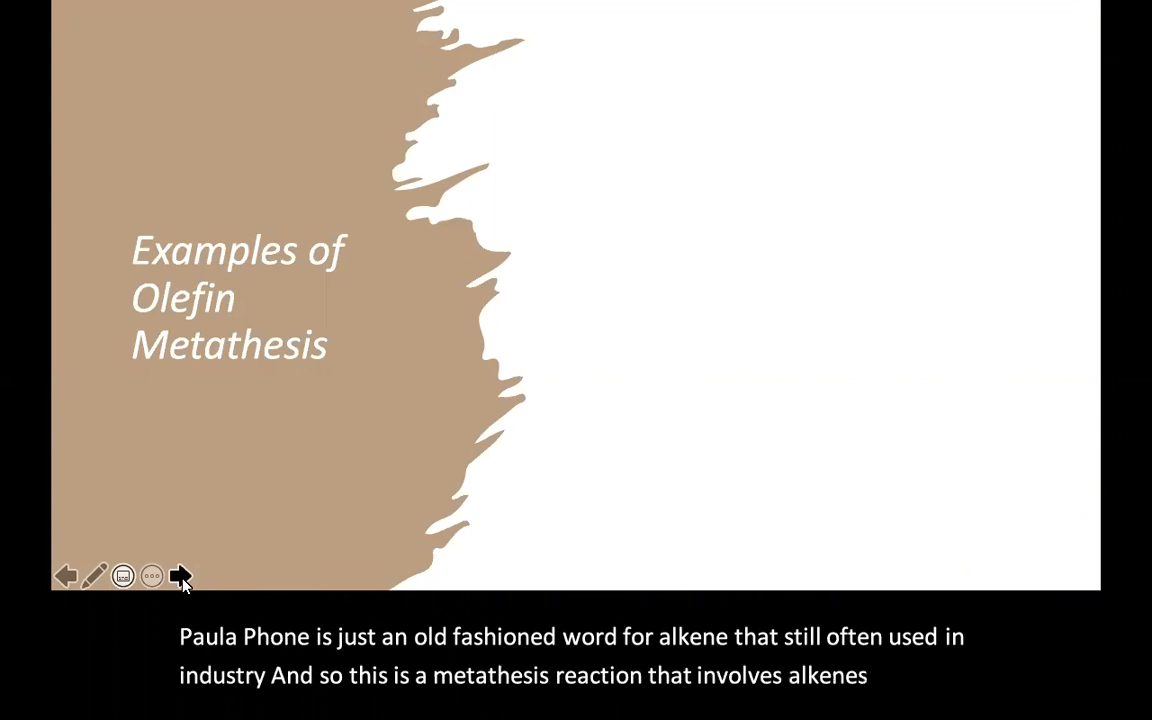 Examples of
Olefin
Metathesis
Paula Phone is just an old fashioned word for alkene that still often used in
industry And so this is a metathesis reaction that involves alkenes